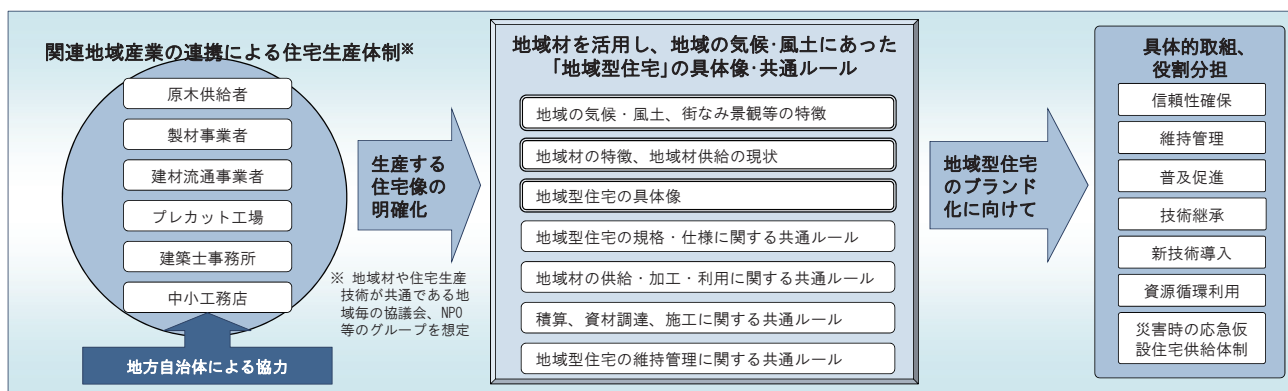 関連地域産業の連携による住宅生産体制※
原木供給者
製材事業者
建材流通事業者
プレカット工場
建築士事務所
中小工務店
地方自治体による協力
生産する
住宅像の
明確化
※ 地域材や住宅生産
技術が共通である地
域毎の協議会、NPO
等のグループを想定
地域材を活用し、地域の気候・風土にあった
「地域型住宅」の具体像・共通ルール
地域の気候・風土、街なみ景観等の特徴
地域材の特徴、地域材供給の現状
地域型住宅の具体像
地域型住宅の規格・仕様に関する共通ルール
地域材の供給・加工・利用に関する共通ルール
積算、資材調達、施工に関する共通ルール
地域型住宅の維持管理に関する共通ルール
地域型住宅
のブランド
化に向けて
具体的取組、
役割分担
信頼性確保
維持管理
普及促進
技術継承
新技術導入
資源循環利用
災害時の応急仮
設住宅供給体制